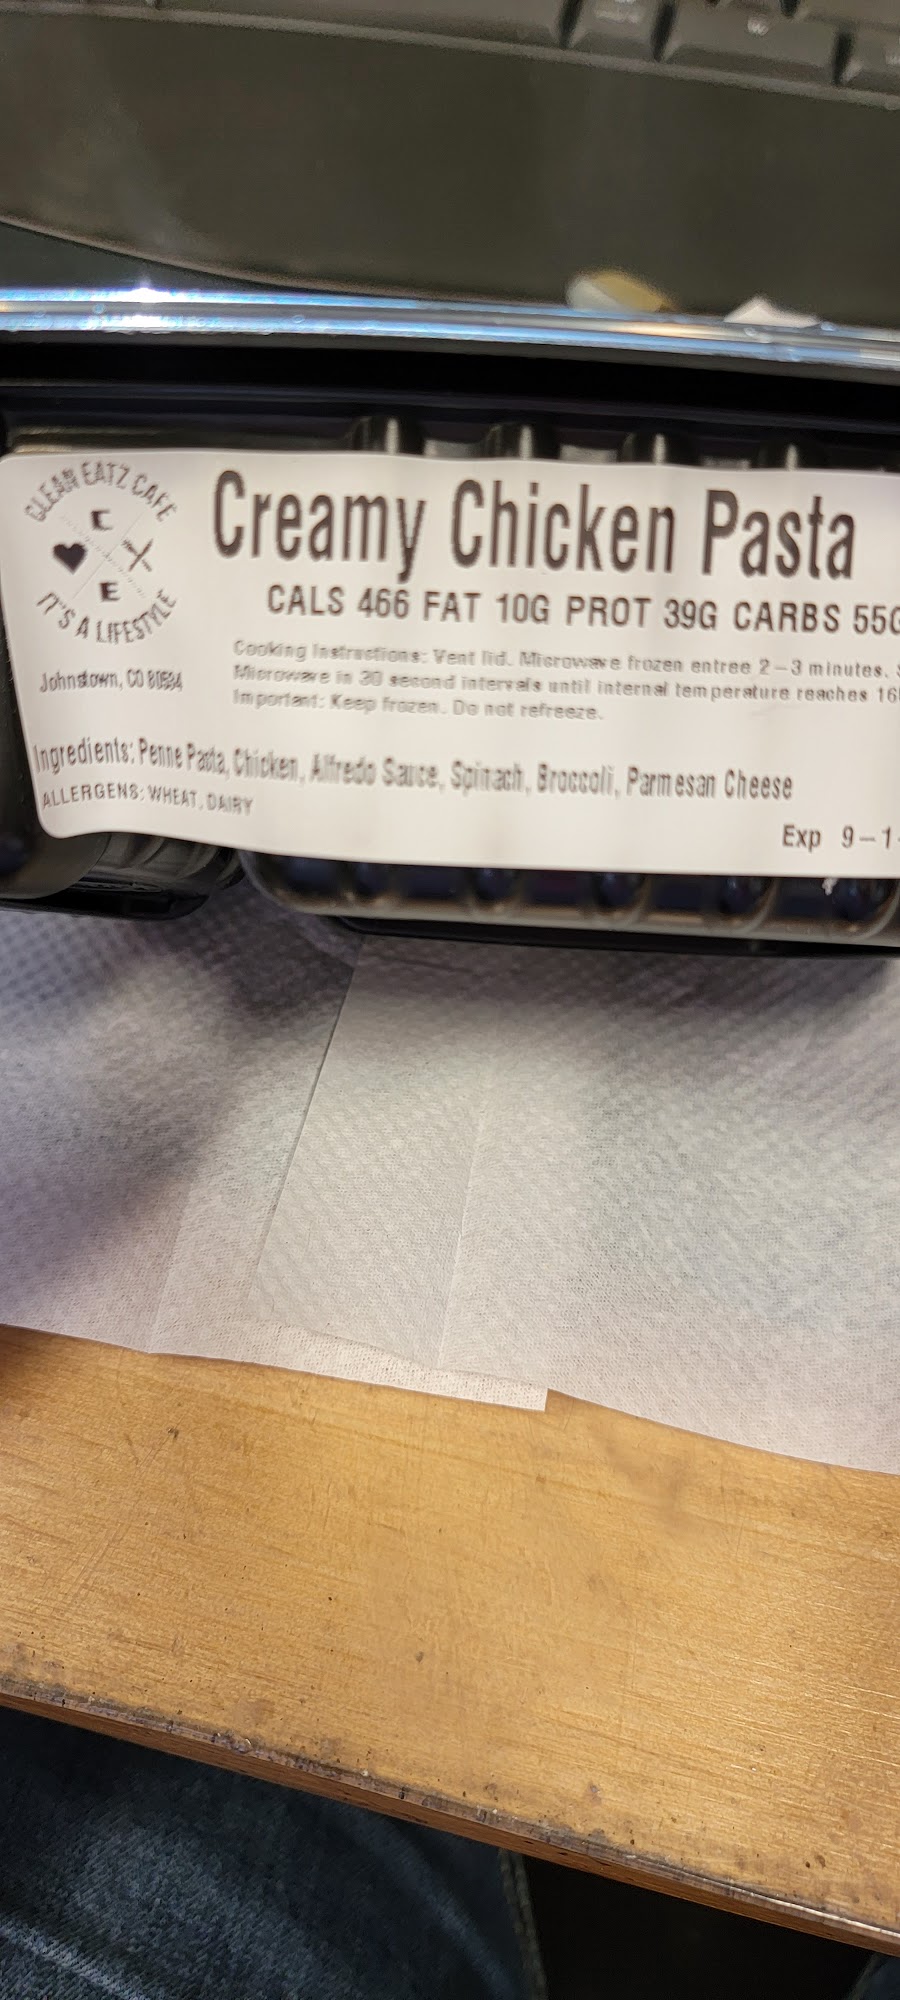 CLEAN EATZ CAFE
C
E
IT'S A LIFESTYLE
Johnstown, CO 80534
Creamy Chicken Pasta
CALS 466 FAT 10G PROT 39G CARBS 55G
Cooking Instructions: Vent lid. Microwave frozen entree 2-3 minutes.
Microwave in 30 second intervals until internal temperature reaches 16
Important: Keep frozen. Do not refreeze.
Ingredients: Penne Pasta, Chicken, Alfredo Sauce, Spinach, Broccoli, Parmesan Cheese
ALLERGENS: WHEAT, DAIRY
Exp 9-1-
W